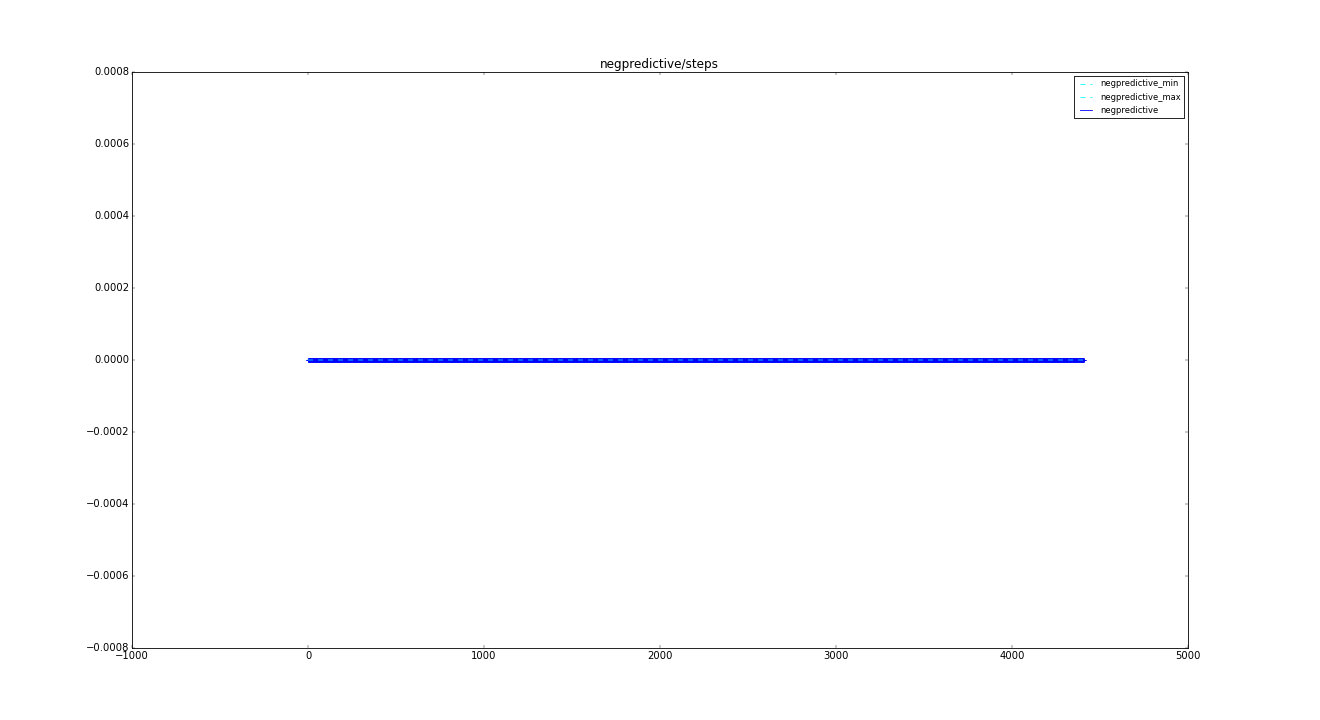 negpredictive/steps
0.0008
negpredictive_min
negpredictive_max
negpredictive
0.0006
0.0004
0.0002
0.0000
−0.0002
−0.0004
−0.0006
−0.0008
−1000 0 1000 2000 3000 4000 5000